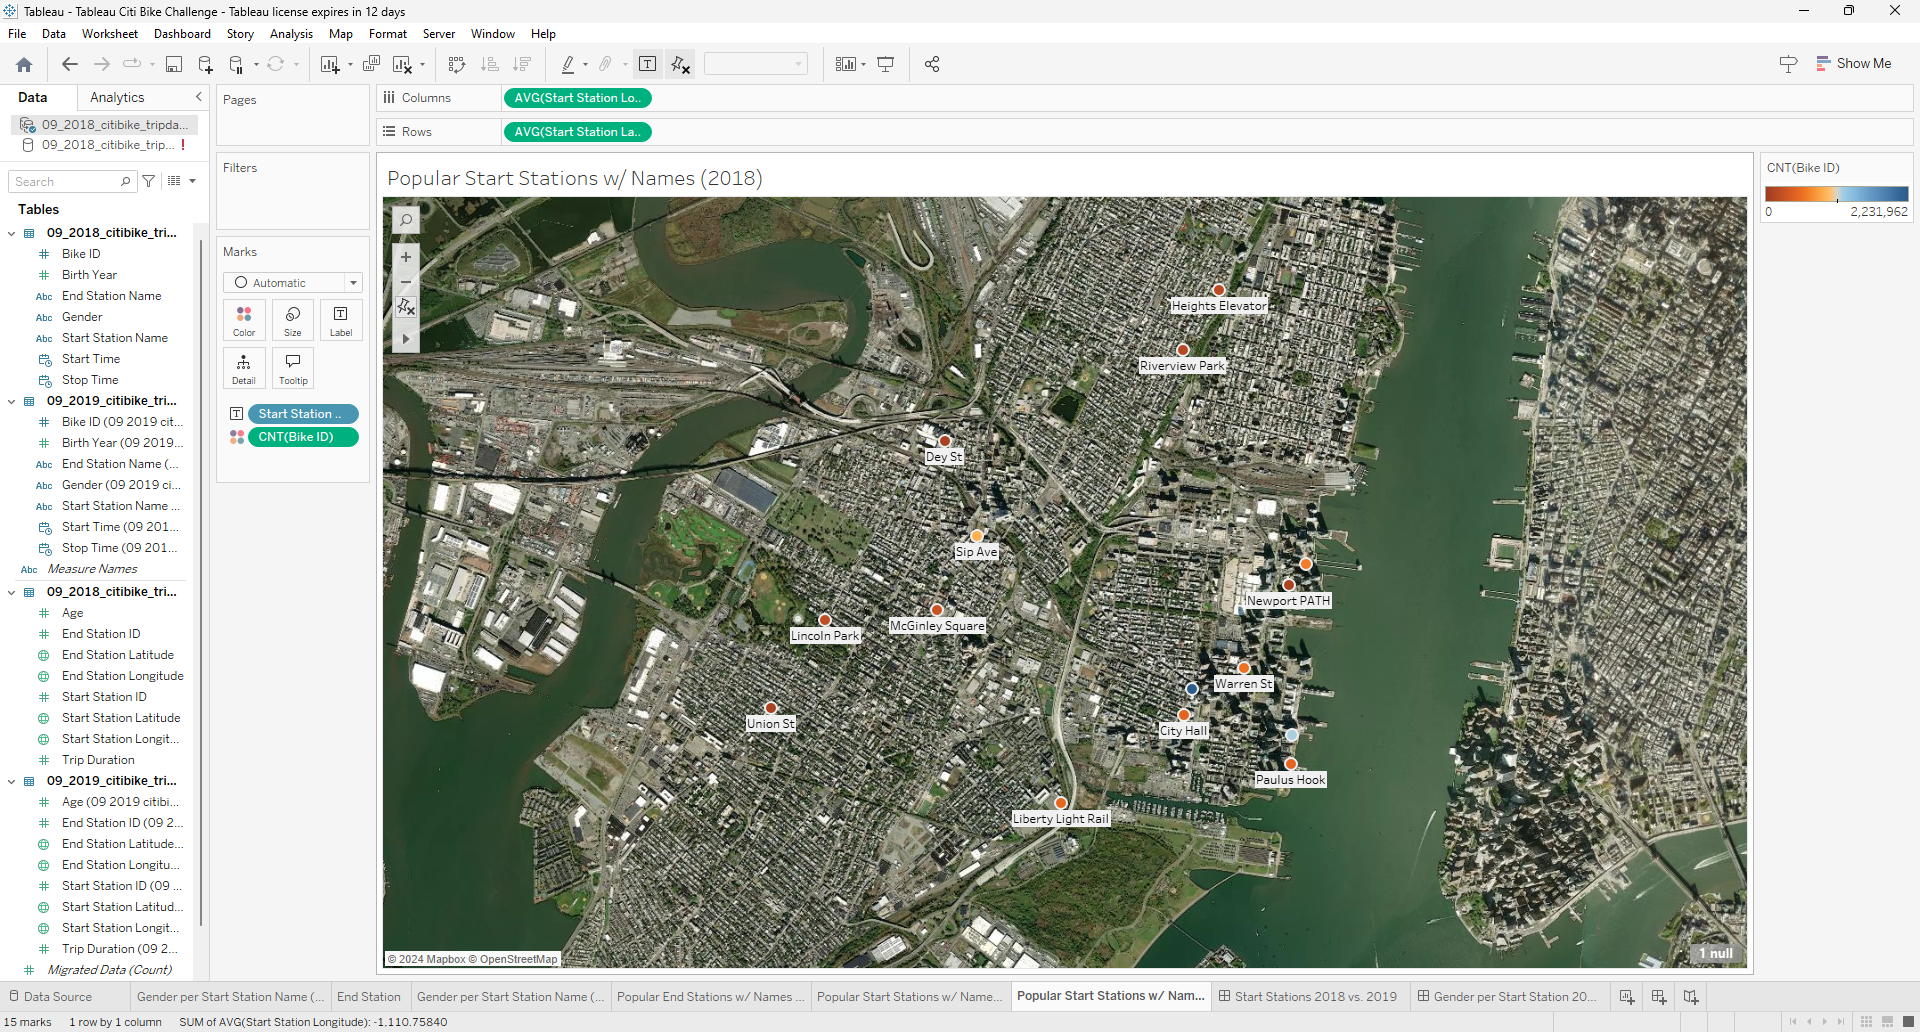 Tableau - Tableau Citi Bike Challenge - Tableau license expires in 12 days
File Data Worksheet Dashboard Story Analysis Map Format Server Window Help
Show Me
Data Analytics
09_2018_citibike_tripda...
09_2018_citibike_trip... !
Search
Tables
09_2018_citibike_tri...
# Bike ID
# Birth Year
Abc End Station Name
Abc Gender
Abc Start Station Name
Start Time
Stop Time
09_2019_citibike_tri...
# Bike ID (09 2019 cit...
# Birth Year (09 2019...
Abc End Station Name (...
Abc Gender (09 2019 ci...
Abc Start Station Name ...
Start Time (09 201...
Stop Time (09 201...
Abc Measure Names
09_2018_citibike_tri...
# Age
# End Station ID
End Station Latitude
End Station Longitude
# Start Station ID
Start Station Latitude
Start Station Longit...
# Trip Duration
09_2019_citibike_tri...
# Age (09 2019 citibi...
# End Station ID (09 2...
End Station Latitude...
End Station Longitu...
# Start Station ID (09 ...
Start Station Latitud...
Start Station Longit...
# Trip Duration (09 2...
# Migrated Data (Count)
Pages
Filters
Marks
Automatic
Color Size Label
Detail Tooltip
Start Station ..
CNT(Bike ID)
Columns AVG(Start Station Lo..
Rows AVG(Start Station La..
Popular Start Stations w/ Names (2018)
Heights Elevator
Riverview Park
Dey St
Sip Ave
Newport PATH
McGinley Square
Lincoln Park
Warren St
Union St
City Hall
Paulus Hook
Liberty Light Rail
© 2024 Mapbox © OpenStreetMap
1 null
CNT(Bike ID)
0 2,231,962
Data Source Gender per Start Station Name (... End Station Gender per Start Station Name (... Popular End Stations w/ Names ... Popular Start Stations w/ Name... Popular Start Stations w/ Nam... Start Stations 2018 vs. 2019 Gender per Start Station 20...
15 marks 1 row by 1 column SUM of AVG(Start Station Longitude): -1,110.75840